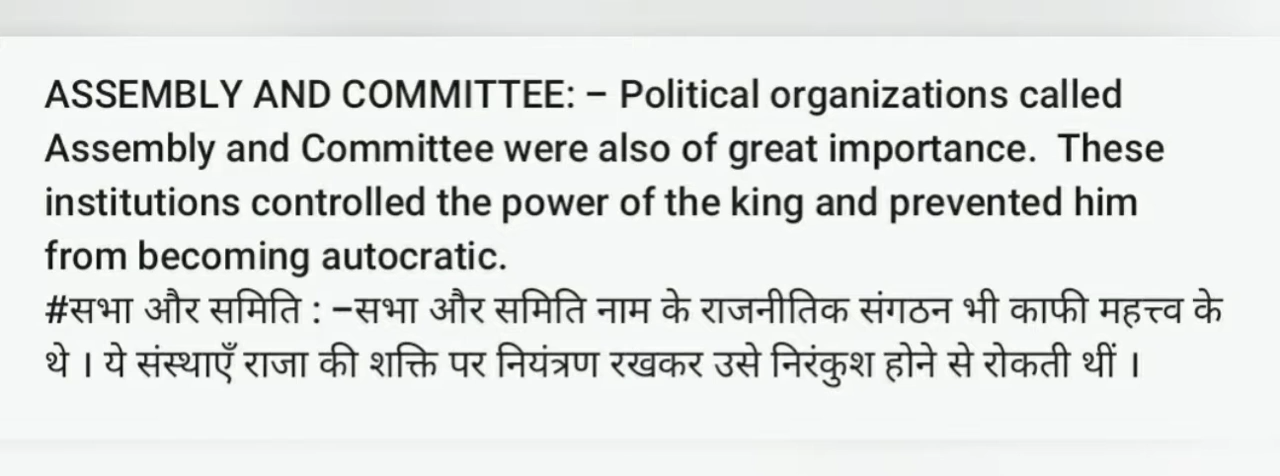 ASSEMBLY AND COMMITTEE: – Political organizations called
Assembly and Committee were also of great importance.  These
institutions controlled the power of the king and prevented him
from becoming autocratic.
#सभा और समिति : –सभा और समिति नाम के राजनीतिक संगठन भी काफी महत्त्व के
थे । ये संस्थाएँ राजा की शक्ति पर नियंत्रण रखकर उसे निरंकुश होने से रोकती थीं ।